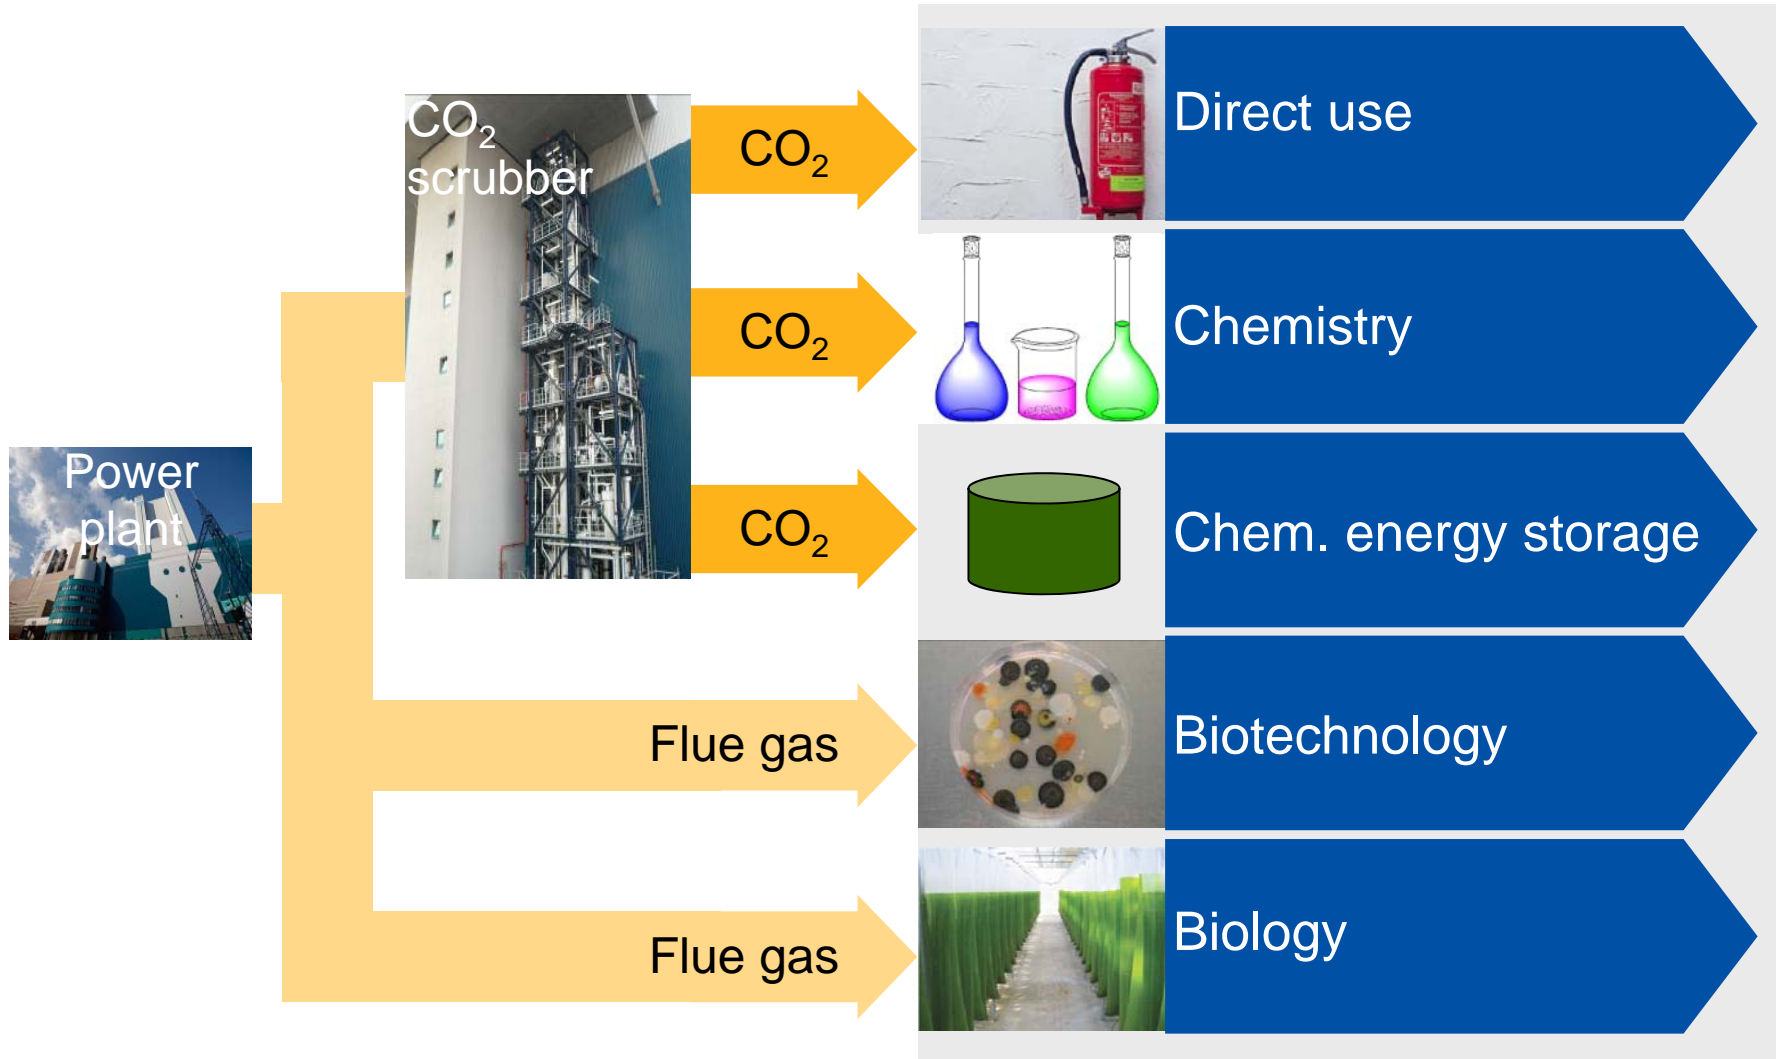 Power
plant
CO₂
scrubber
CO₂
Direct use
CO₂
Chemistry
CO₂
Chem. energy storage
Flue gas
Biotechnology
Flue gas
Biology